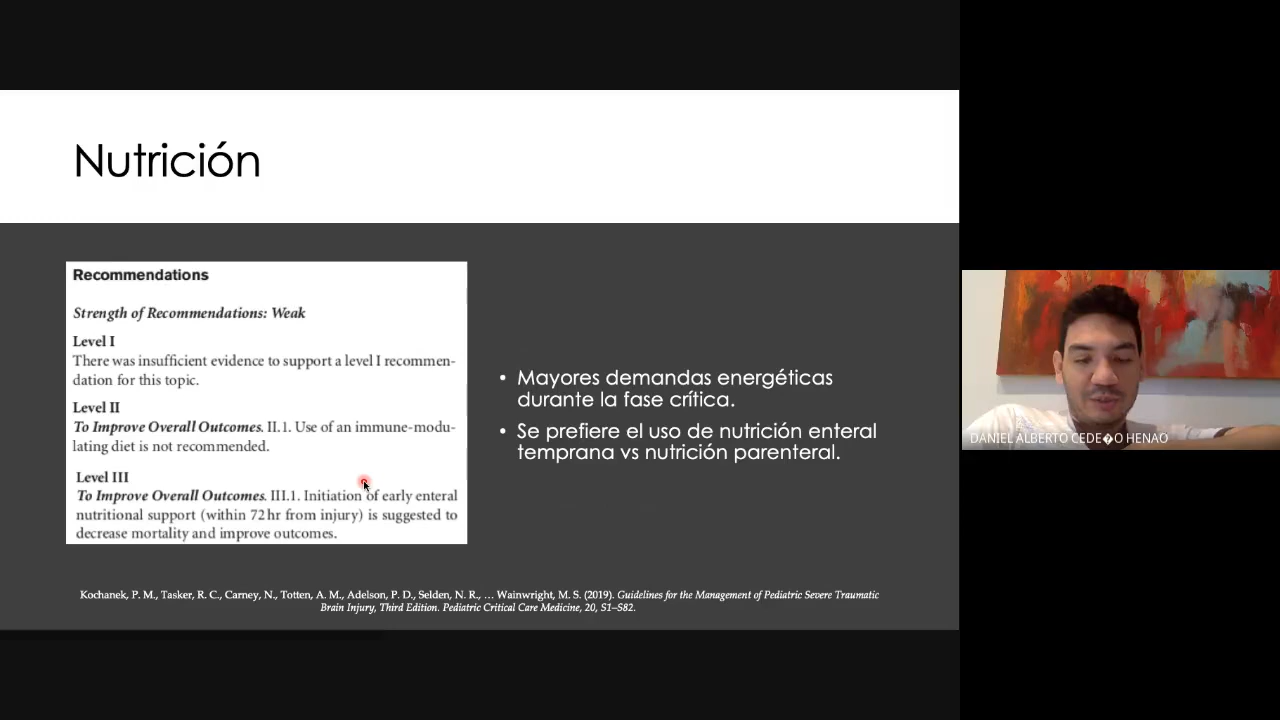 Nutrición
Recommendations
Strength of Recommendations: Weak
Level I
There was insufficient evidence to support a level I recommen-
dation for this topic.
Level II
To Improve Overall Outcomes. II.1. Use of an immune-modu-
lating diet is not recommended.
Level III
To Improve Overall Outcomes. III.1. Initiation of early enteral
nutritional support (within 72 hr from injury) is suggested to
decrease mortality and improve outcomes.
• Mayores demandas energéticas
durante la fase crítica.
• Se prefiere el uso de nutrición enteral
temprana vs nutrición parenteral.
Kochanek, P. M., Tasker, R. C., Carney, N., Totten, A. M., Adelson, P. D., Selden, N. R., … Wainwright, M. S. (2019). Guidelines for the Management of Pediatric Severe Traumatic
Brain Injury, Third Edition. Pediatric Critical Care Medicine, 20, S1–S82.
DANIEL ALBERTO CEDE�O HENAO